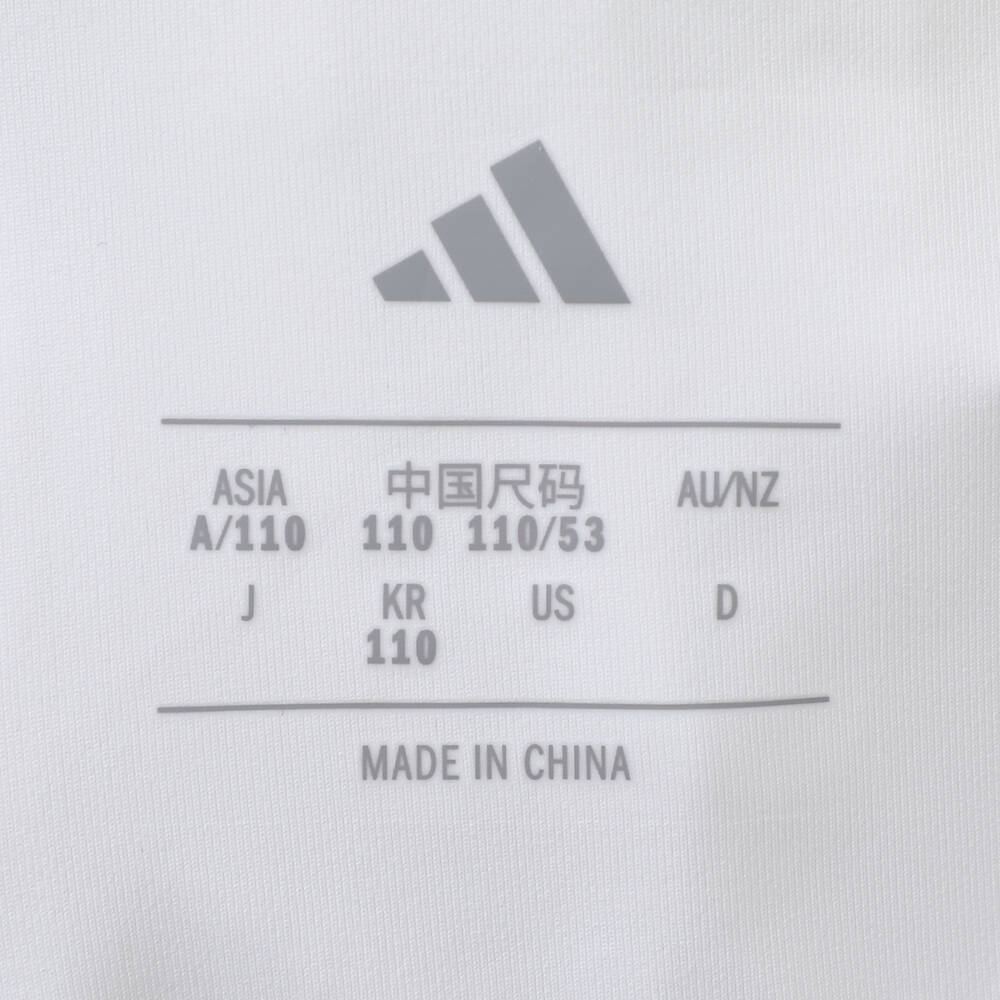 ASIA 中国尺码 AU/NZ
A/110 110 110/53
J KR US D
110
MADE IN CHINA